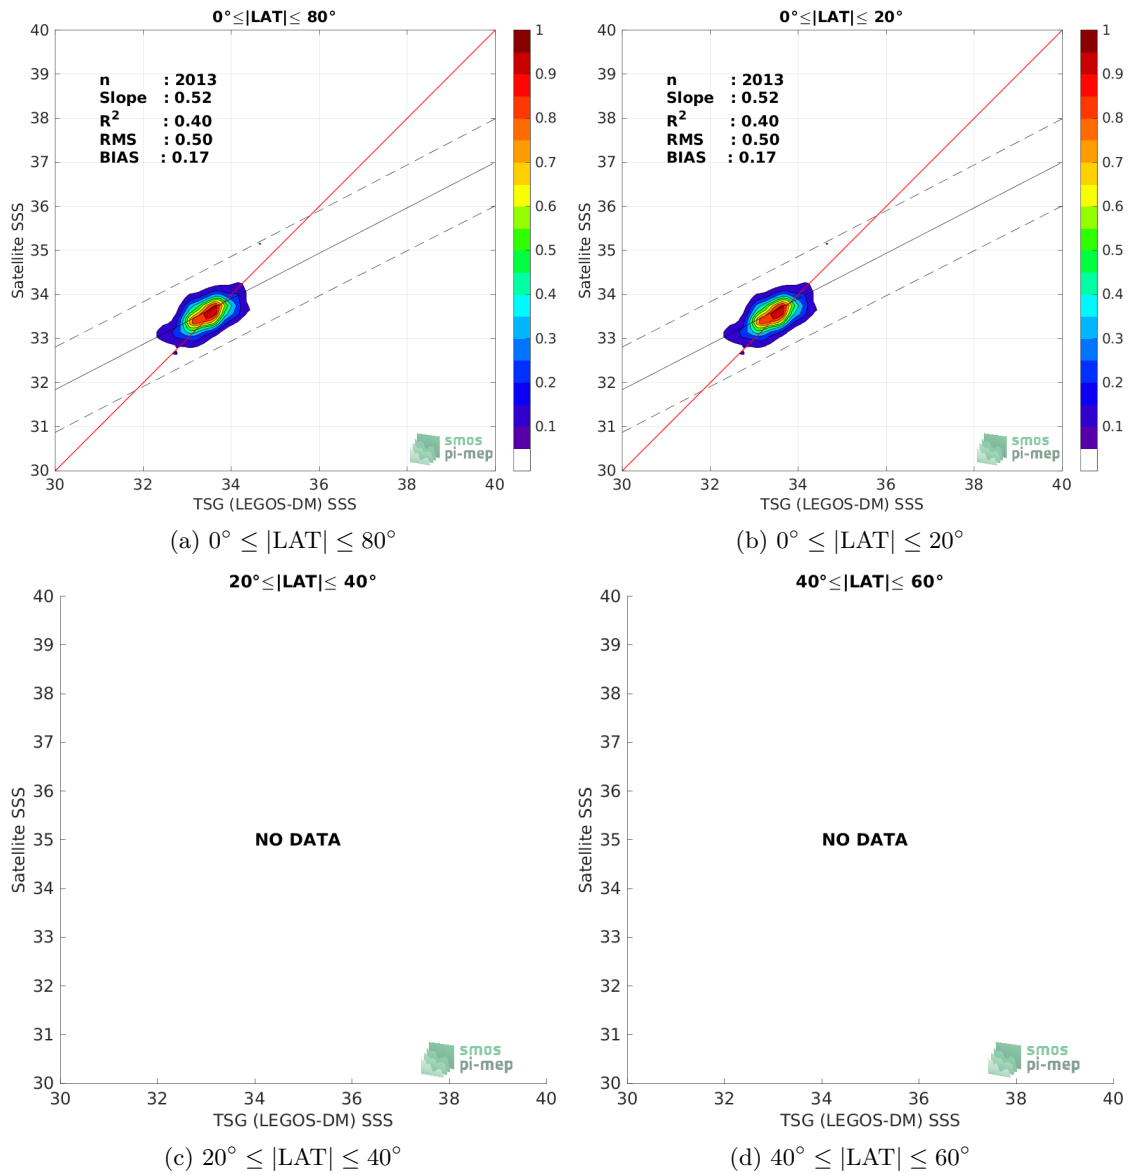 0°≤|LAT|≤ 80°
40
39
38
37
36
35
34
33
32
31
30
Satellite SSS
n : 2013
Slope : 0.52
R2 : 0.40
RMS : 0.50
BIAS : 0.17
smos
pi-mep
30 32 34 36 38 40
TSG (LEGOS-DM) SSS
1
0.9
0.8
0.7
0.6
0.5
0.4
0.3
0.2
0.1
(a) 0° ≤ |LAT| ≤ 80°
0°≤|LAT|≤ 20°
40
39
38
37
36
35
34
33
32
31
30
Satellite SSS
n : 2013
Slope : 0.52
R2 : 0.40
RMS : 0.50
BIAS : 0.17
smos
pi-mep
30 32 34 36 38 40
TSG (LEGOS-DM) SSS
1
0.9
0.8
0.7
0.6
0.5
0.4
0.3
0.2
0.1
(b) 0° ≤ |LAT| ≤ 20°
20°≤|LAT|≤ 40°
40
39
38
37
36
35
34
33
32
31
30
Satellite SSS
NO DATA
smos
pi-mep
30 32 34 36 38 40
TSG (LEGOS-DM) SSS
(c) 20° ≤ |LAT| ≤ 40°
40°≤|LAT|≤ 60°
40
39
38
37
36
35
34
33
32
31
30
Satellite SSS
NO DATA
smos
pi-mep
30 32 34 36 38 40
TSG (LEGOS-DM) SSS
(d) 40° ≤ |LAT| ≤ 60°